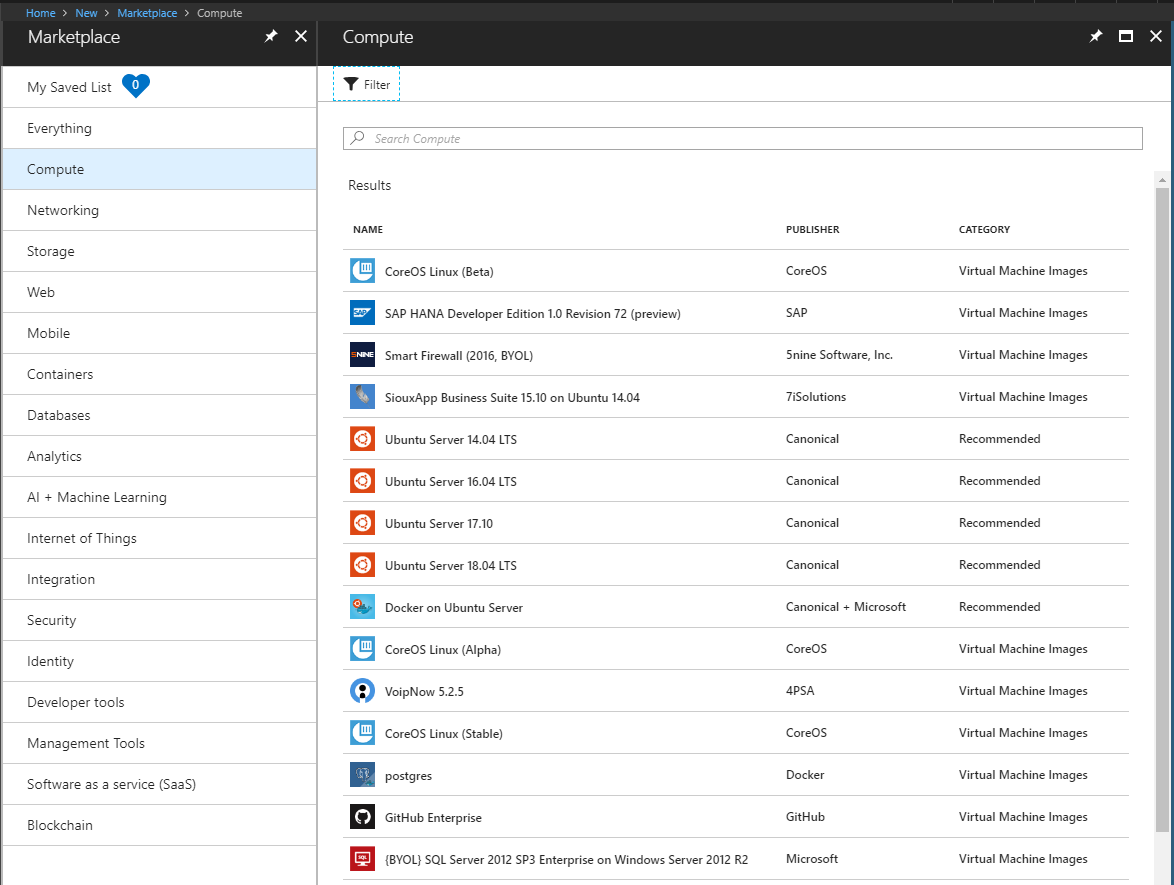 Home > New > Marketplace > Compute
Marketplace
My Saved List 0
Everything
Compute
Networking
Storage
Web
Mobile
Containers
Databases
Analytics
AI + Machine Learning
Internet of Things
Integration
Security
Identity
Developer tools
Management Tools
Software as a service (SaaS)
Blockchain
Compute
Filter
Search Compute
Results
NAME PUBLISHER CATEGORY
CoreOS Linux (Beta) CoreOS Virtual Machine Images
SAP SAP HANA Developer Edition 1.0 Revision 72 (preview) SAP Virtual Machine Images
5NINE Smart Firewall (2016, BYOL) 5nine Software, Inc. Virtual Machine Images
SiouxApp Business Suite 15.10 on Ubuntu 14.04 7iSolutions Virtual Machine Images
Ubuntu Server 14.04 LTS Canonical Recommended
Ubuntu Server 16.04 LTS Canonical Recommended
Ubuntu Server 17.10 Canonical Recommended
Ubuntu Server 18.04 LTS Canonical Recommended
Docker on Ubuntu Server Canonical + Microsoft Recommended
CoreOS Linux (Alpha) CoreOS Virtual Machine Images
VoipNow 5.2.5 4PSA Virtual Machine Images
CoreOS Linux (Stable) CoreOS Virtual Machine Images
postgres Docker Virtual Machine Images
GitHub Enterprise GitHub Virtual Machine Images
SQL {BYOL} SQL Server 2012 SP3 Enterprise on Windows Server 2012 R2 Microsoft Virtual Machine Images